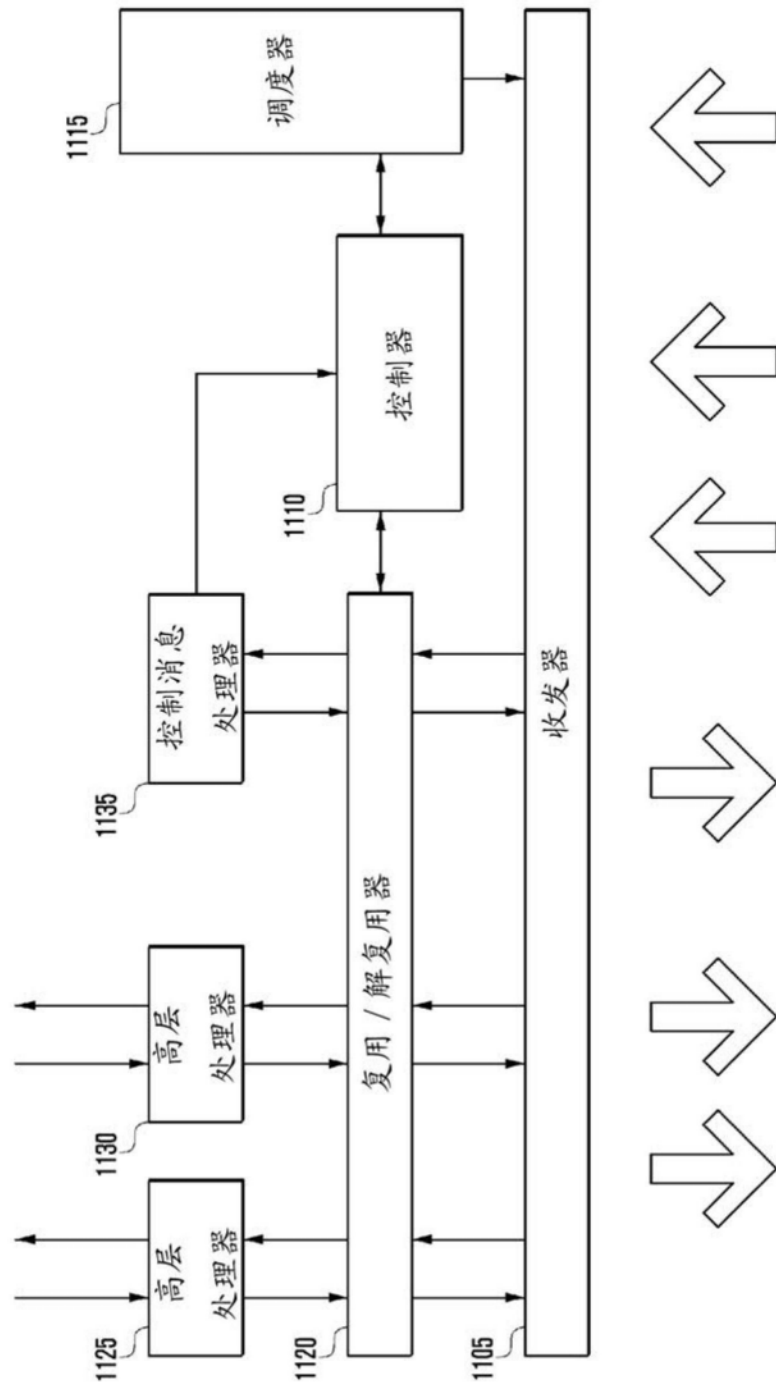 1125
高层
处理器
1130
高层
处理器
1135
控制消息
处理器
1115
调度器
1110
控制器
1120
复用 / 解复用器
1105
收发器